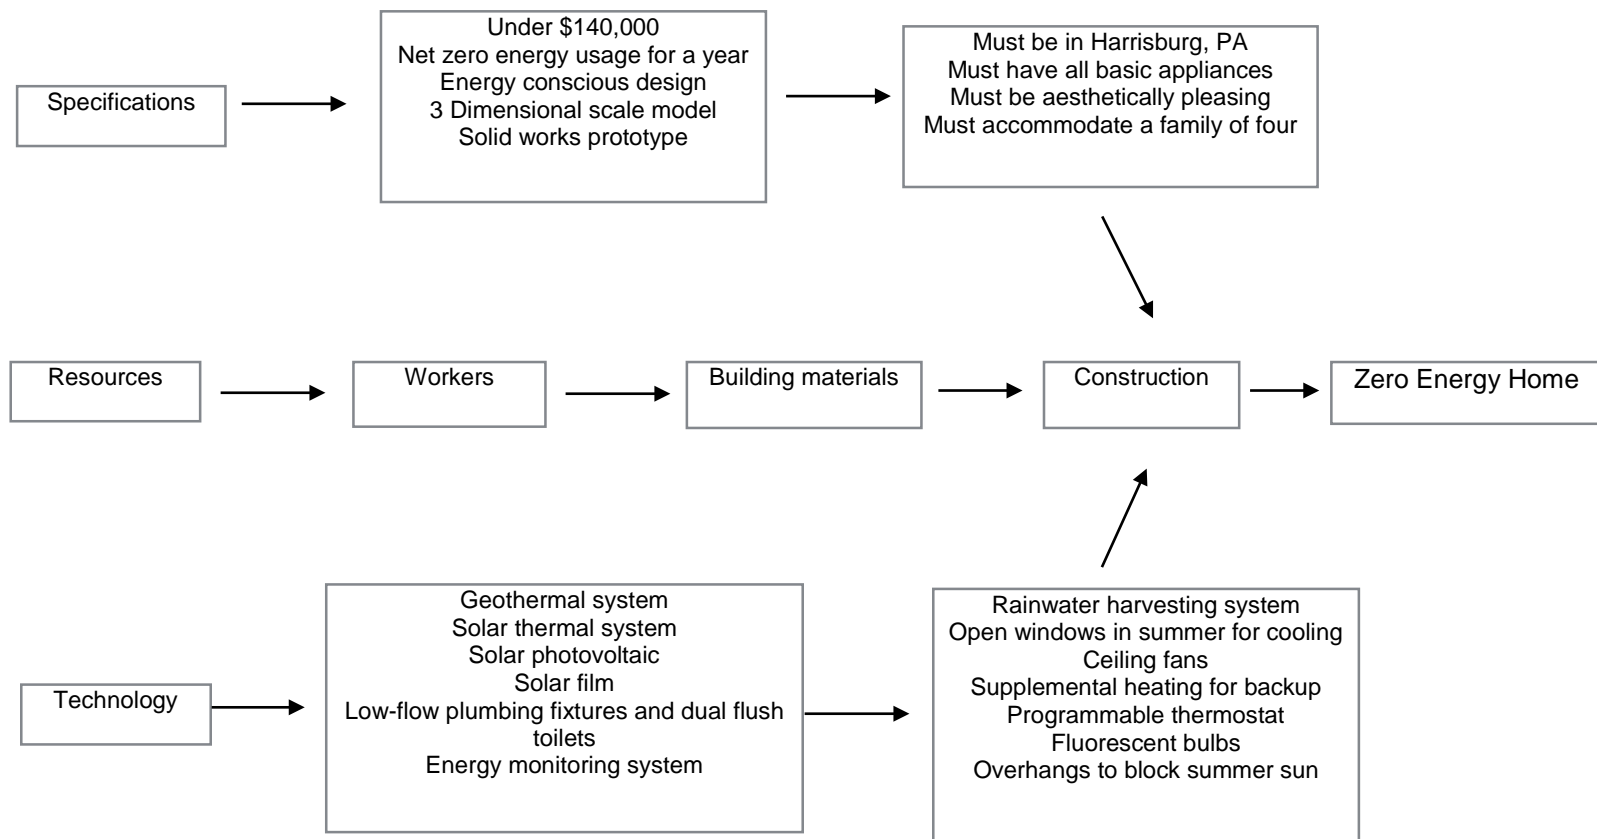 Specifications
Under $140,000
Net zero energy usage for a year
Energy conscious design
3 Dimensional scale model
Solid works prototype
Must be in Harrisburg, PA
Must have all basic appliances
Must be aesthetically pleasing
Must accommodate a family of four
Resources
Workers
Building materials
Construction
Zero Energy Home
Technology
Geothermal system
Solar thermal system
Solar photovoltaic
Solar film
Low-flow plumbing fixtures and dual flush
toilets
Energy monitoring system
Rainwater harvesting system
Open windows in summer for cooling
Ceiling fans
Supplemental heating for backup
Programmable thermostat
Fluorescent bulbs
Overhangs to block summer sun